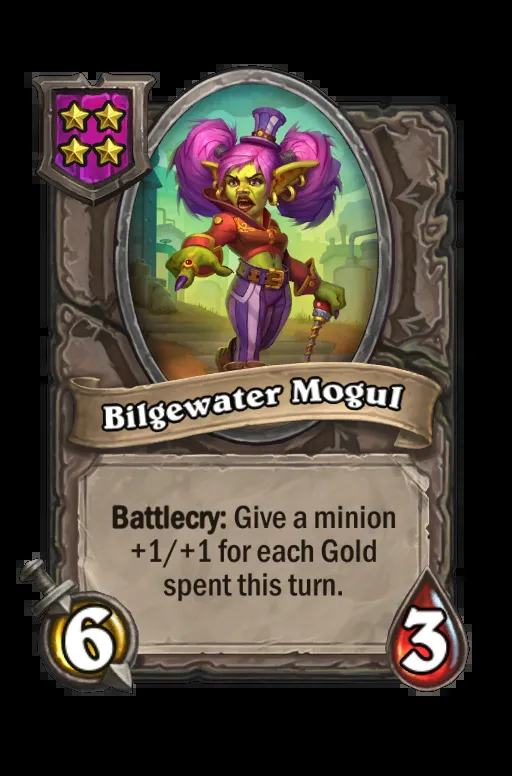 Bilgewater Mogul
Battlecry: Give a minion
+1/+1 for each Gold
spent this turn.
6
3